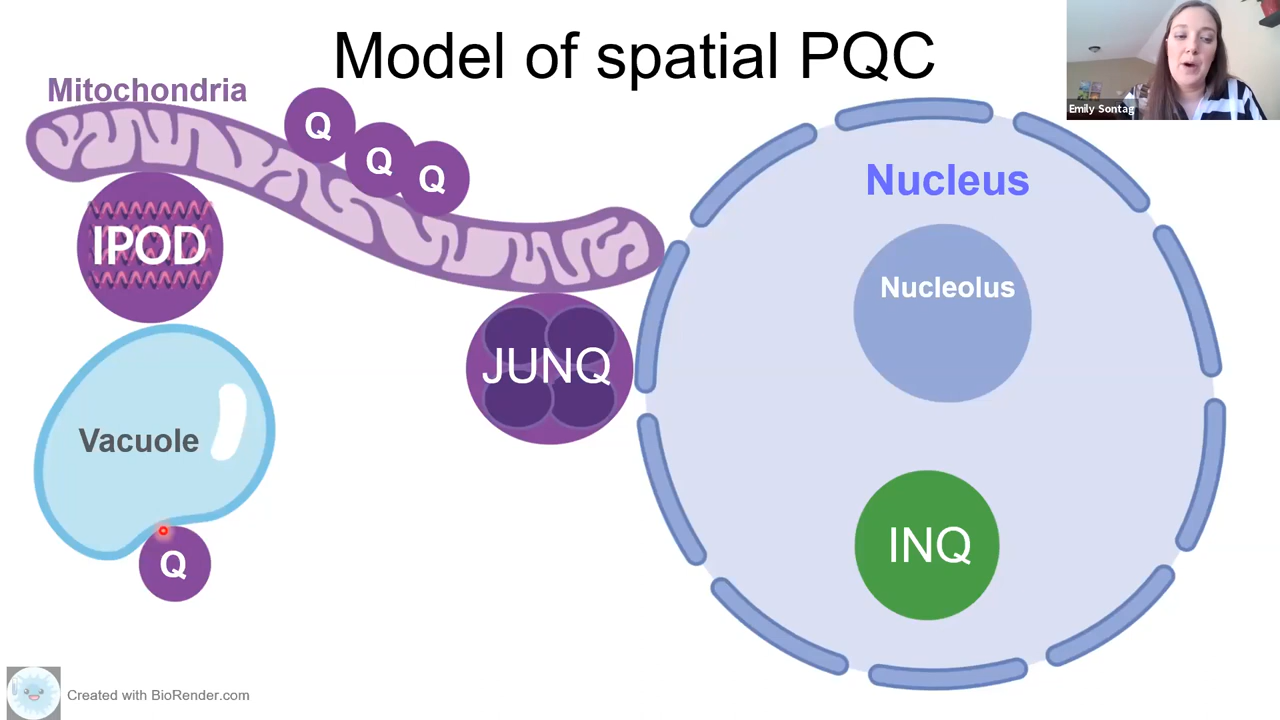 Model of spatial PQC
Emily Sontag
Mitochondria
Q
Q
Q
Nucleus
IPOD
Nucleolus
JUNQ
Vacuole
INQ
Q
Created with BioRender.com